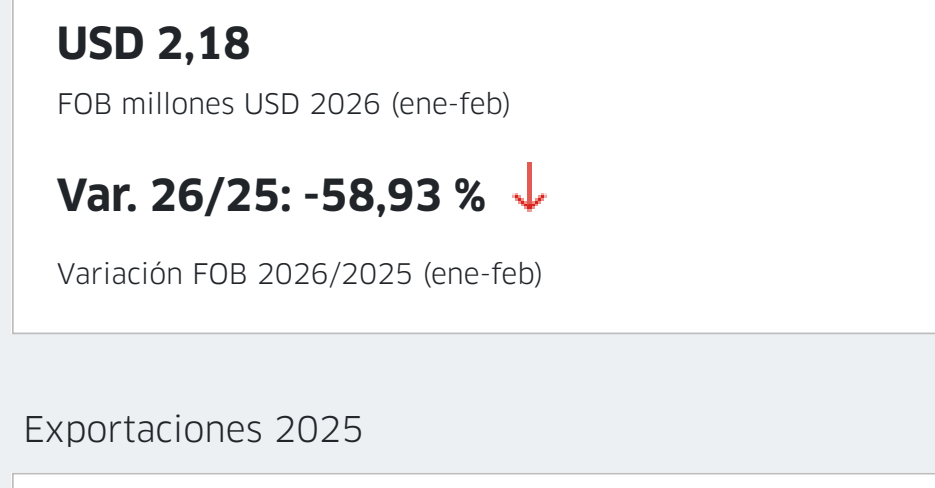 USD 2,18
FOB millones USD 2026 (ene-feb)
Var. 26/25: -58,93 %
Variación FOB 2026/2025 (ene-feb)
Exportaciones 2025